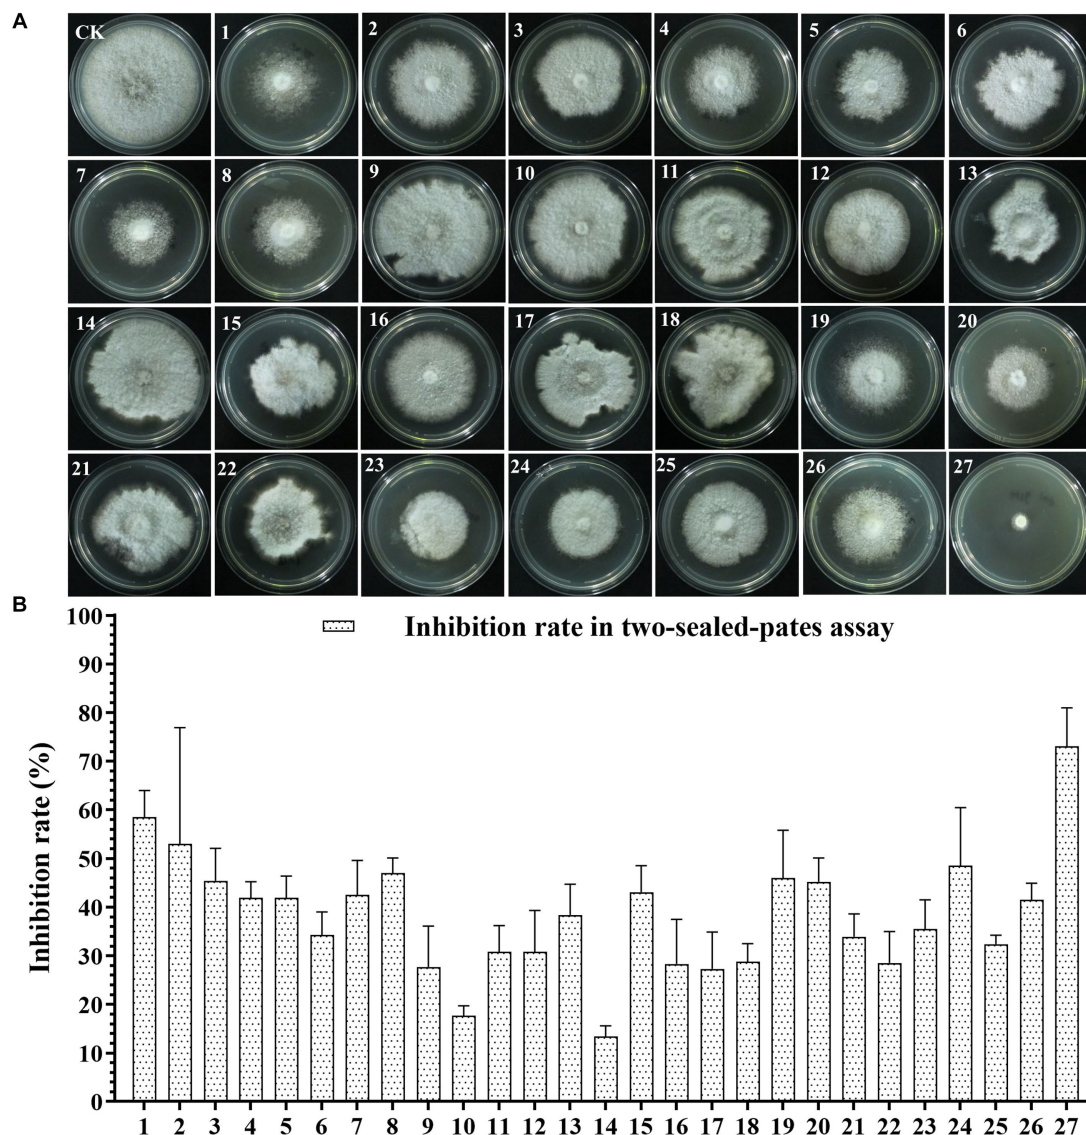 A
CK 1 2 3 4 5 6
7 8 9 10 11 12 13
14 15 16 17 18 19 20
21 22 23 24 25 26 27
B
Inhibition rate in two-sealed-pates assay
Inhibition rate (%)
100
90
80
70
60
50
40
30
20
10
0
1 2 3 4 5 6 7 8 9 10 11 12 13 14 15 16 17 18 19 20 21 22 23 24 25 26 27